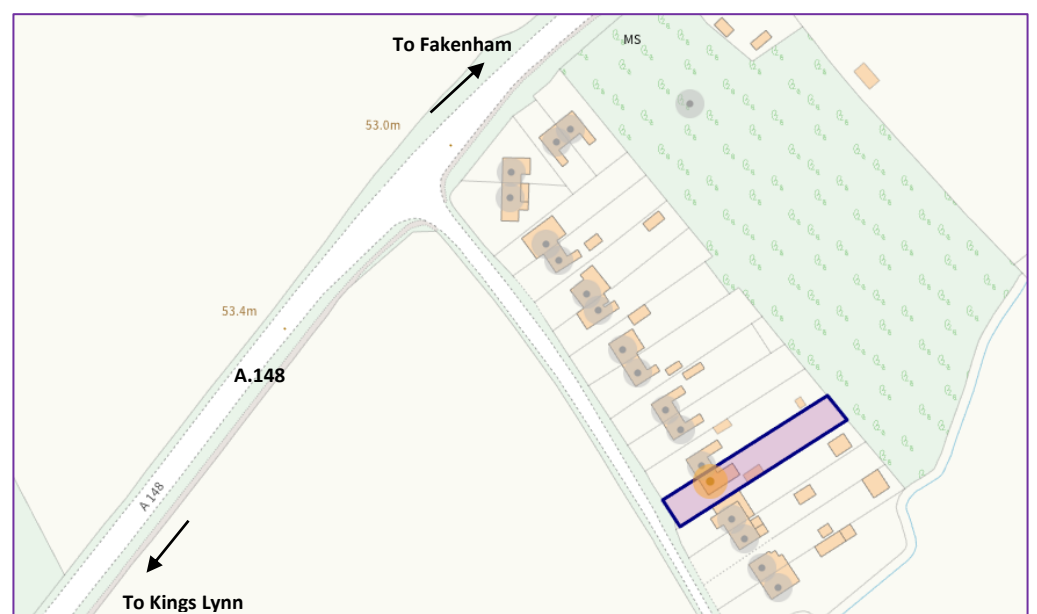 MS
To Fakenham
53.0m
53.4m
A.148
A 148
To Kings Lynn